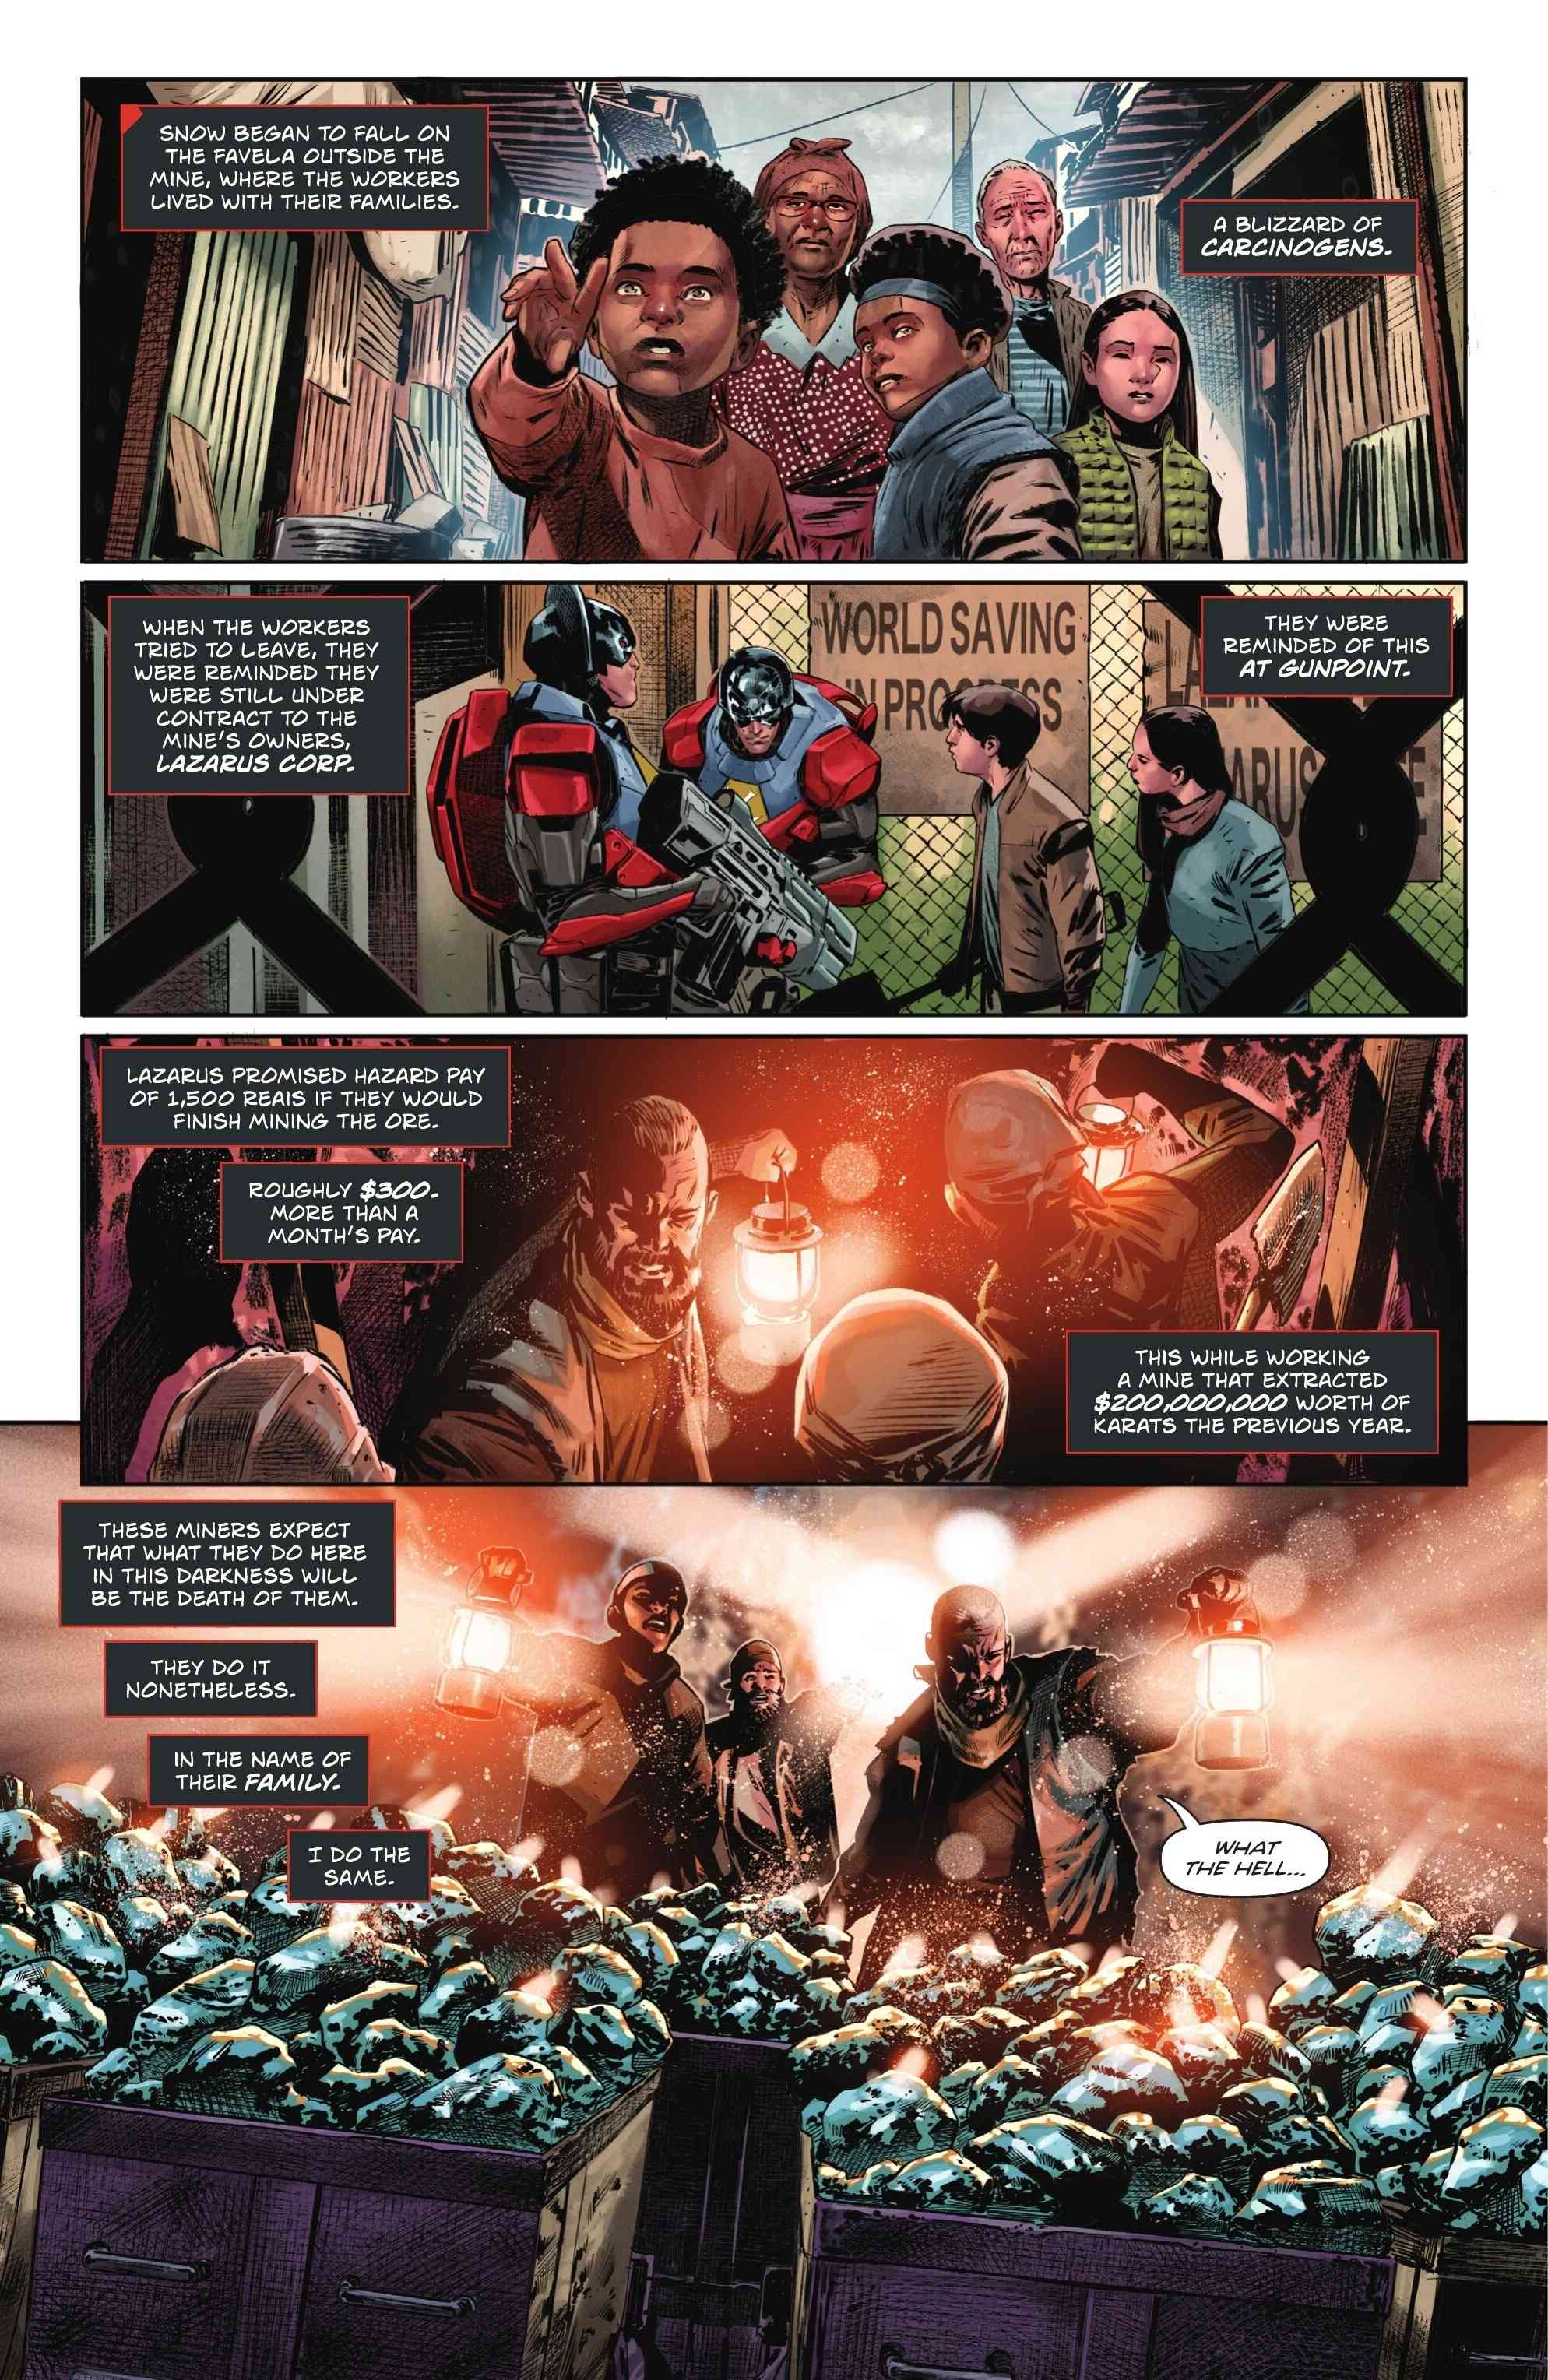 SNOW BEGAN TO FALL ON
THE FAVELA OUTSIDE THE
MINE, WHERE THE WORKERS
LIVED WITH THEIR FAMILIES.
A BLIZZARD OF
CARCINOGENS.
WHEN THE WORKERS
TRIED TO LEAVE, THEY
WERE REMINDED THEY
WERE STILL UNDER
CONTRACT TO THE
MINE'S OWNERS,
LAZARUS CORP.
WORLD SAVING
IN PROGRESS
THEY WERE
REMINDED OF THIS
AT GUNPOINT.
LAZARUS PROMISED HAZARD PAY
OF 1,500 REAIS IF THEY WOULD
FINISH MINING THE ORE.
ROUGHLY $300.
MORE THAN A
MONTH'S PAY.
THIS WHILE WORKING
A MINE THAT EXTRACTED
$200,000,000 WORTH OF
KARATS THE PREVIOUS YEAR.
THESE MINERS EXPECT
THAT WHAT THEY DO HERE
IN THIS DARKNESS WILL
BE THE DEATH OF THEM.
THEY DO IT
NONETHELESS.
IN THE NAME OF
THEIR FAMILY.
I DO THE
SAME.
WHAT
THE HELL...